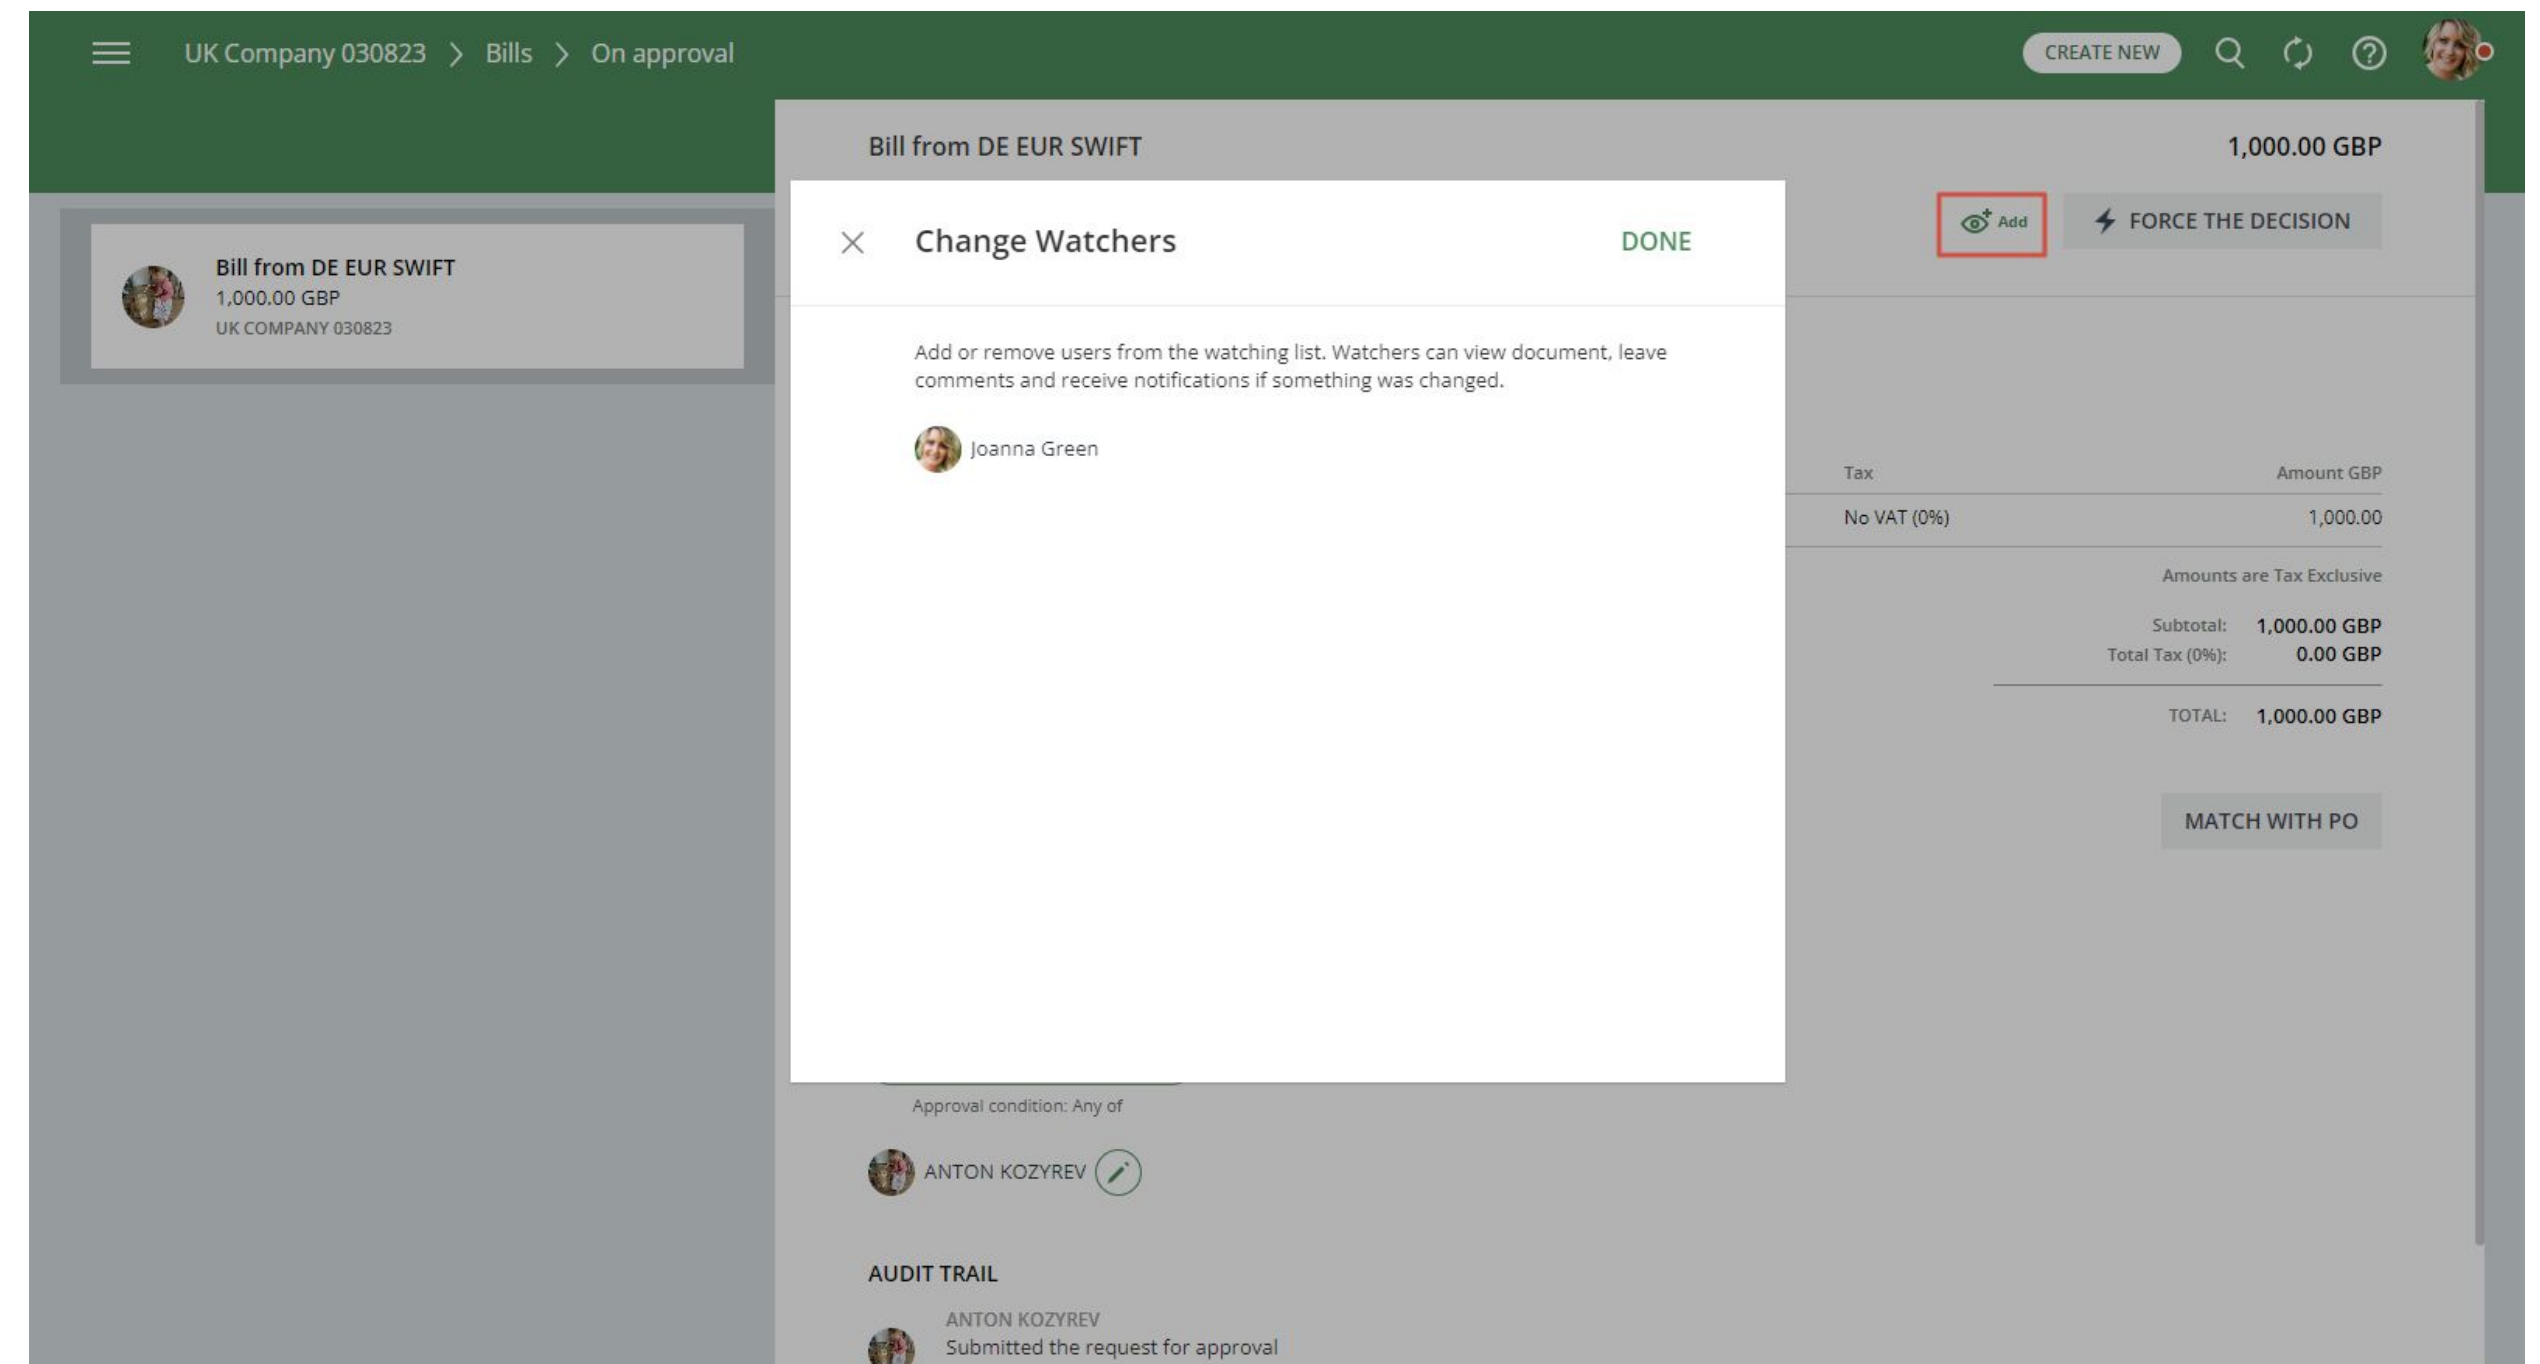 UK Company 030823 > Bills > On approval
CREATE NEW
Bill from DE EUR SWIFT
1,000.00 GBP
UK COMPANY 030823
Bill from DE EUR SWIFT
1,000.00 GBP
Add
FORCE THE DECISION
Change Watchers
DONE
Add or remove users from the watching list. Watchers can view document, leave
comments and receive notifications if something was changed.
Joanna Green
Tax
Amount GBP
No VAT (0%)
1,000.00
Amounts are Tax Exclusive
Subtotal: 1,000.00 GBP
Total Tax (0%): 0.00 GBP
TOTAL: 1,000.00 GBP
MATCH WITH PO
Approval condition: Any of
ANTON KOZYREV
AUDIT TRAIL
ANTON KOZYREV
Submitted the request for approval